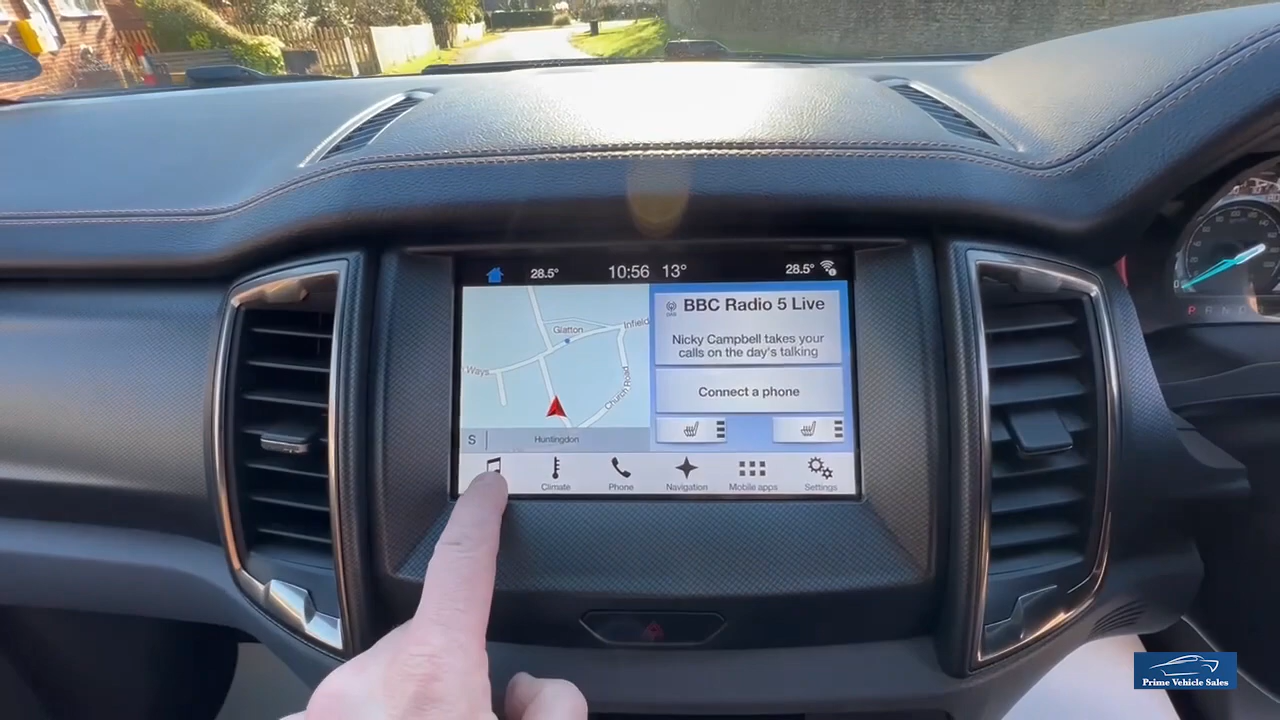 28.5° 10:56 13° 28.5°
Glatton
Infield
Ways
Church Road
S Huntingdon
DAB
BBC Radio 5 Live
Nicky Campbell takes your
calls on the day's talking
Connect a phone
Climate Phone Navigation Mobile apps Settings
P R N D
Prime Vehicle Sales